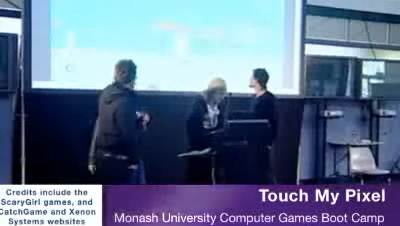 Touch My Pixel
Monash University Computer Games Boot Camp
Credits include the
ScaryGirl games, and
CatchGame and Xenon
Systems websites